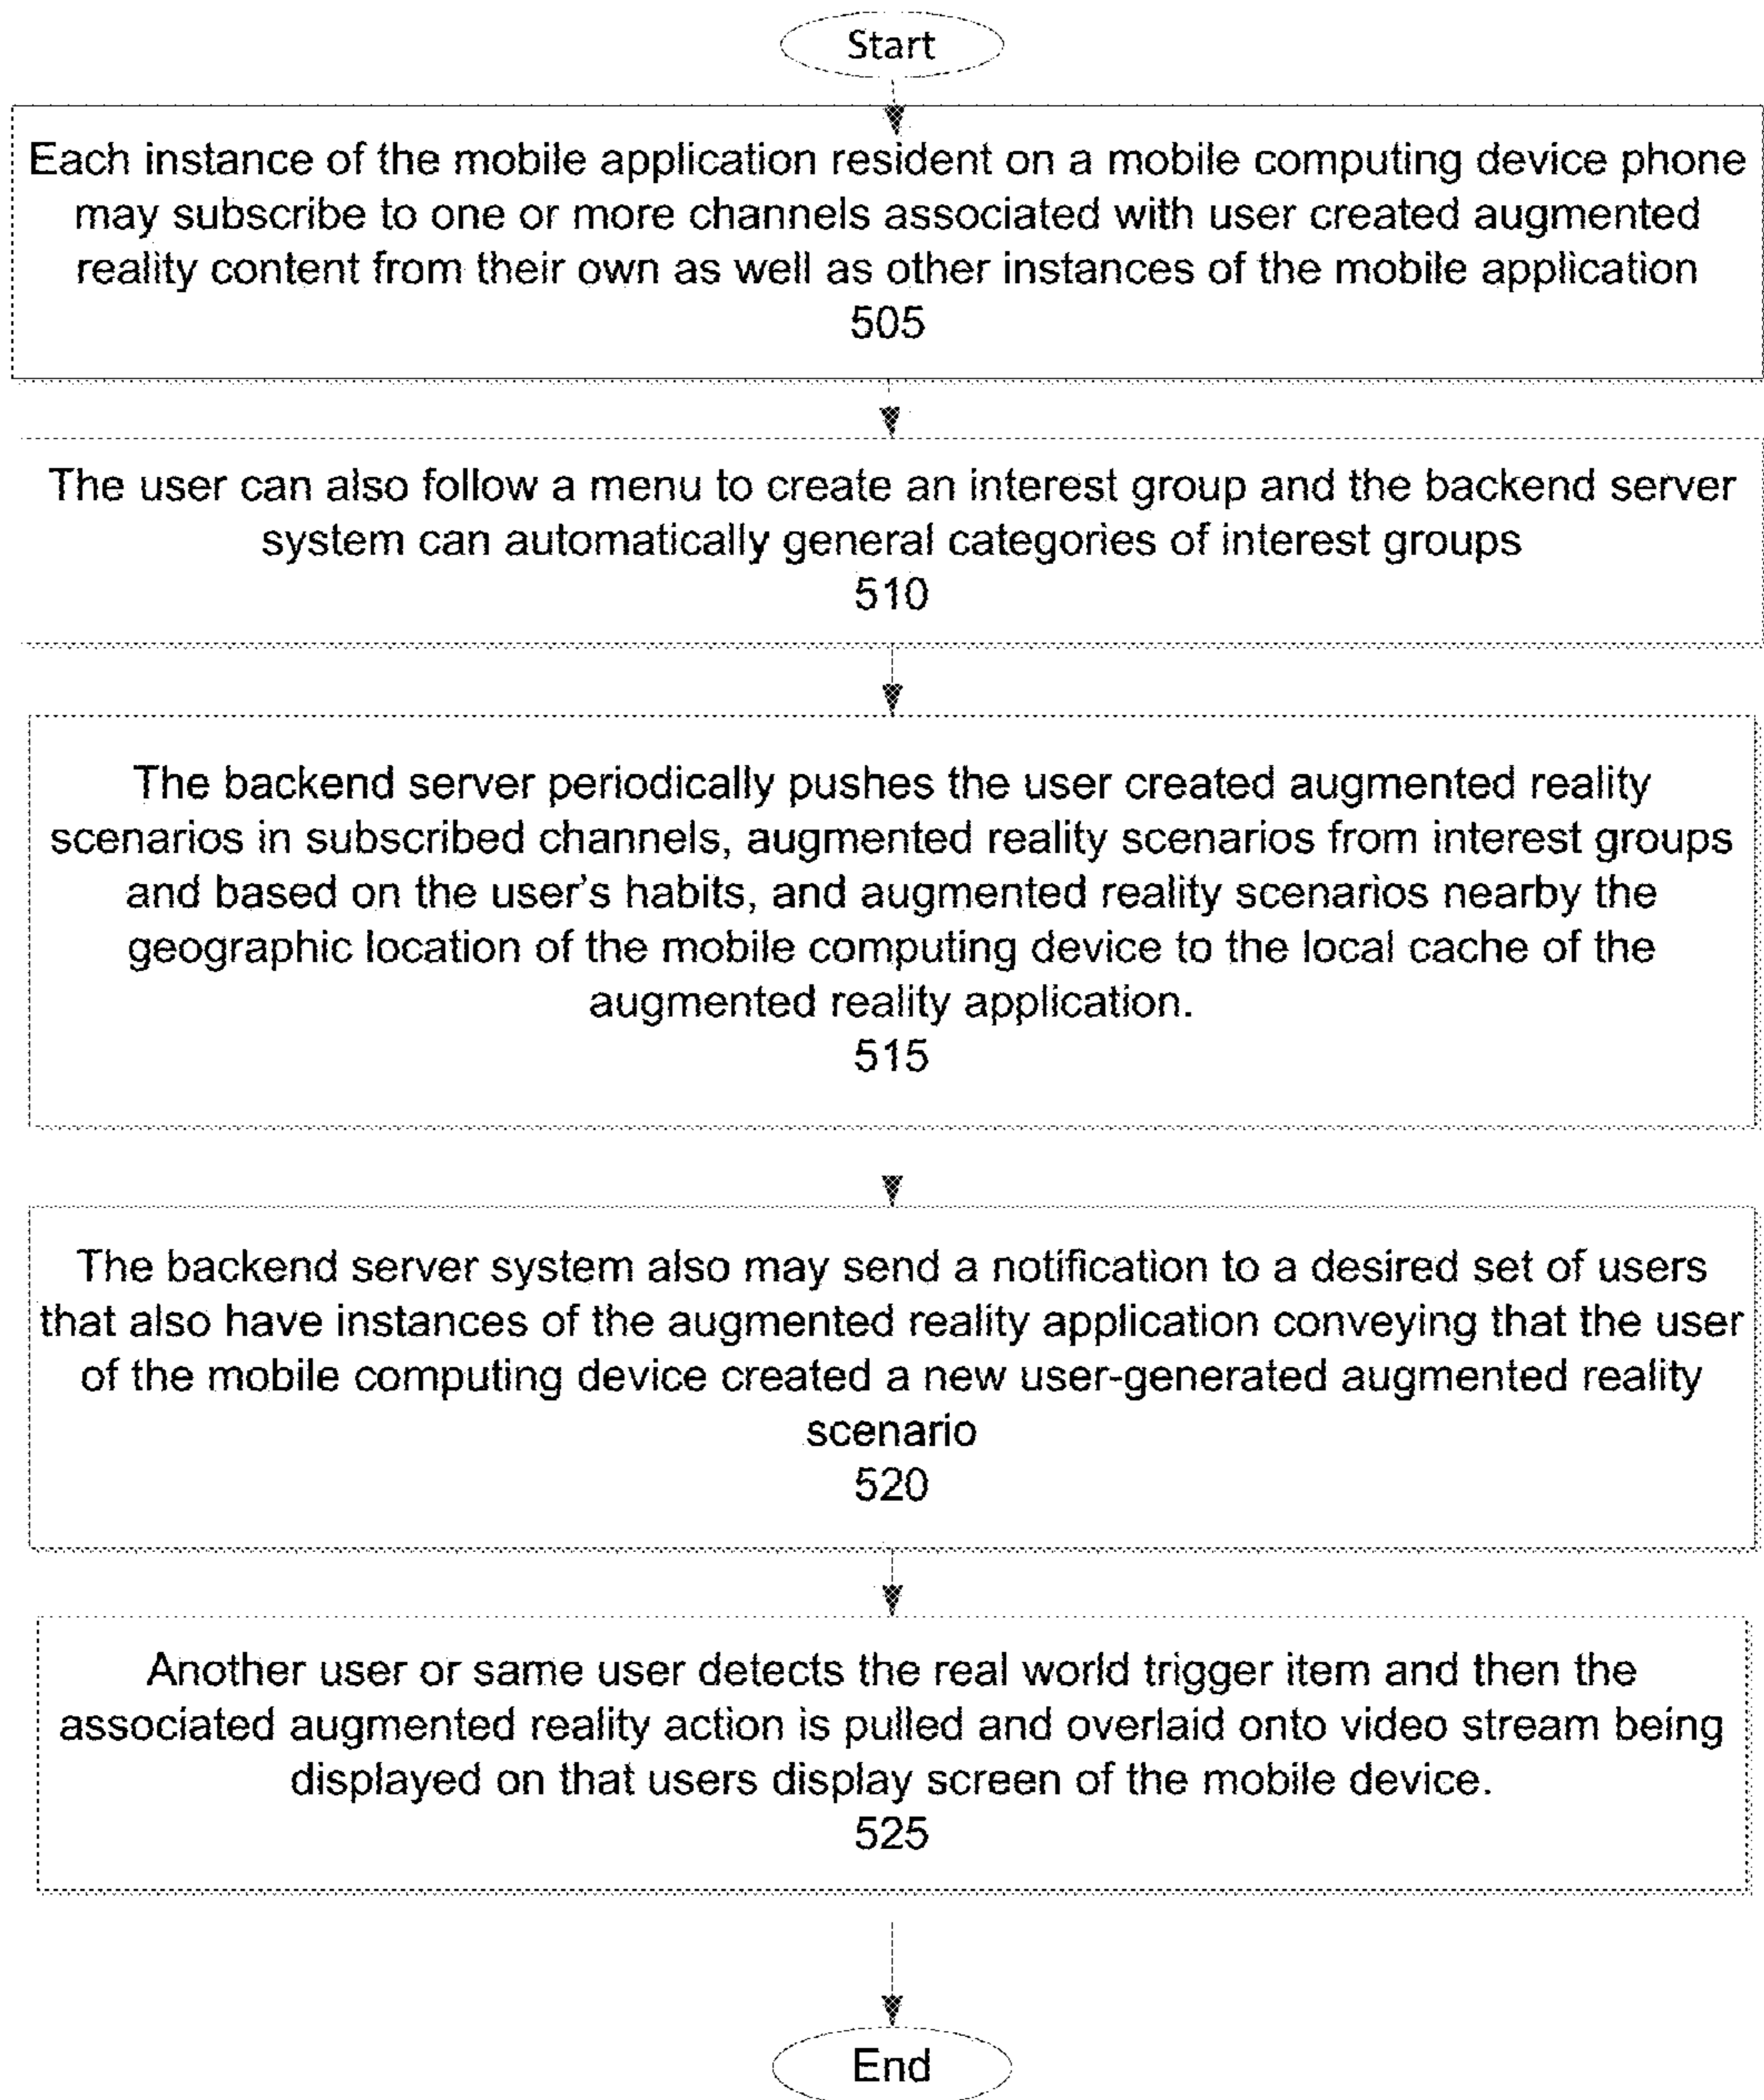 Start
Each instance of the mobile application resident on a mobile computing device phone
may subscribe to one or more channels associated with user created augmented
reality content from their own as well as other instances of the mobile application
505
The user can also follow a menu to create an interest group and the backend server
system can automatically general categories of interest groups
510
The backend server periodically pushes the user created augmented reality
scenarios in subscribed channels, augmented reality scenarios from interest groups
and based on the user's habits, and augmented reality scenarios nearby the
geographic location of the mobile computing device to the local cache of the
augmented reality application.
515
The backend server system also may send a notification to a desired set of users
that also have instances of the augmented reality application conveying that the user
of the mobile computing device created a new user-generated augmented reality
scenario
520
Another user or same user detects the real world trigger item and then the
associated augmented reality action is pulled and overlaid onto video stream being
displayed on that users display screen of the mobile device.
525
End